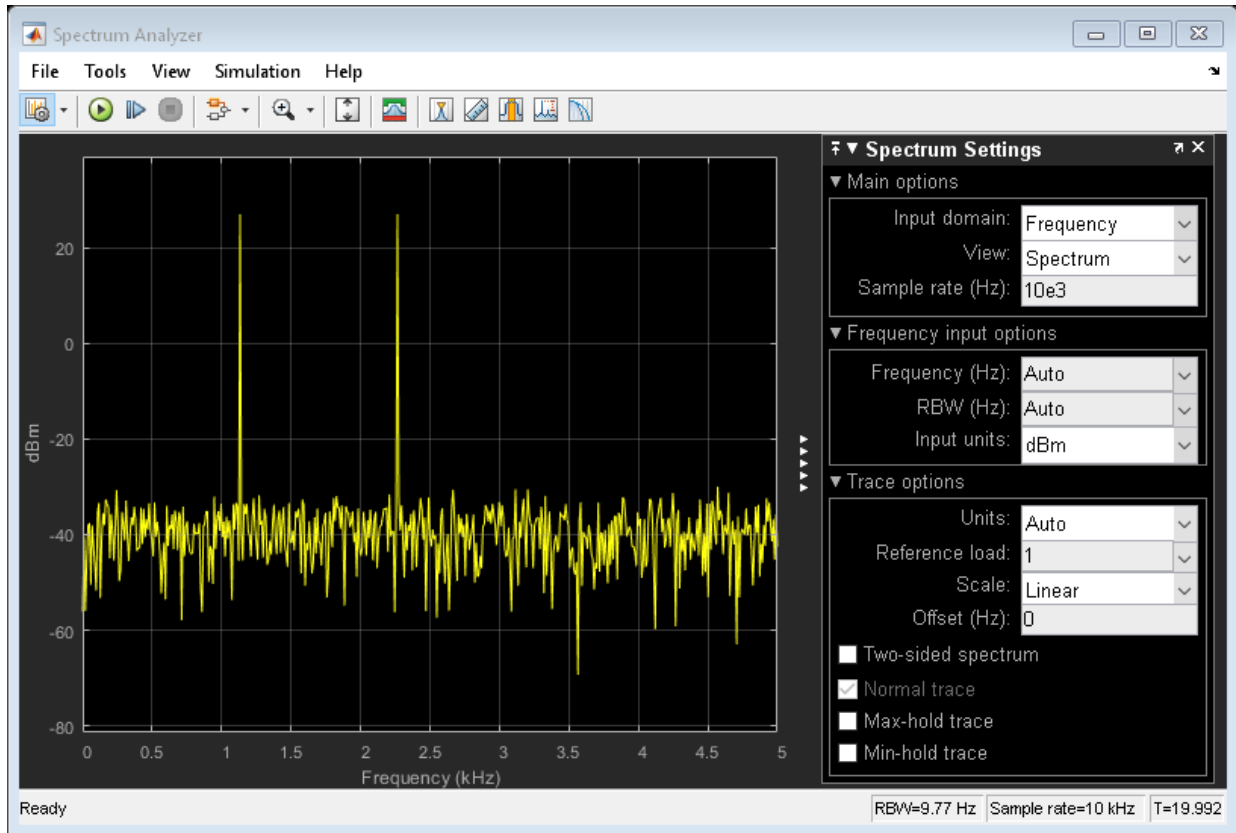 Spectrum Analyzer
File Tools View Simulation Help
20
0
-20
-40
-60
-80
dBm
0 0.5 1 1.5 2 2.5 3 3.5 4 4.5 5
Frequency (kHz)
Spectrum Settings
Main options
Input domain: Frequency
View: Spectrum
Sample rate (Hz): 10e3
Frequency input options
Frequency (Hz): Auto
RBW (Hz): Auto
Input units: dBm
Trace options
Units: Auto
Reference load: 1
Scale: Linear
Offset (Hz): 0
Two-sided spectrum
Normal trace
Max-hold trace
Min-hold trace
Ready RBW=9.77 Hz Sample rate=10 kHz T=19.992